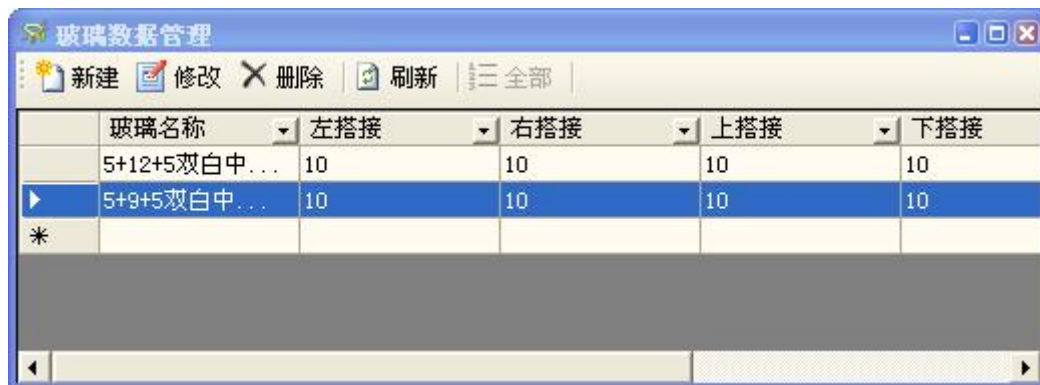 玻璃数据管理
新建 修改 删除 刷新 全部
玻璃名称 左搭接 右搭接 上搭接 下搭接
5+12+5双白中... 10 10 10 10
5+9+5双白中... 10 10 10 10